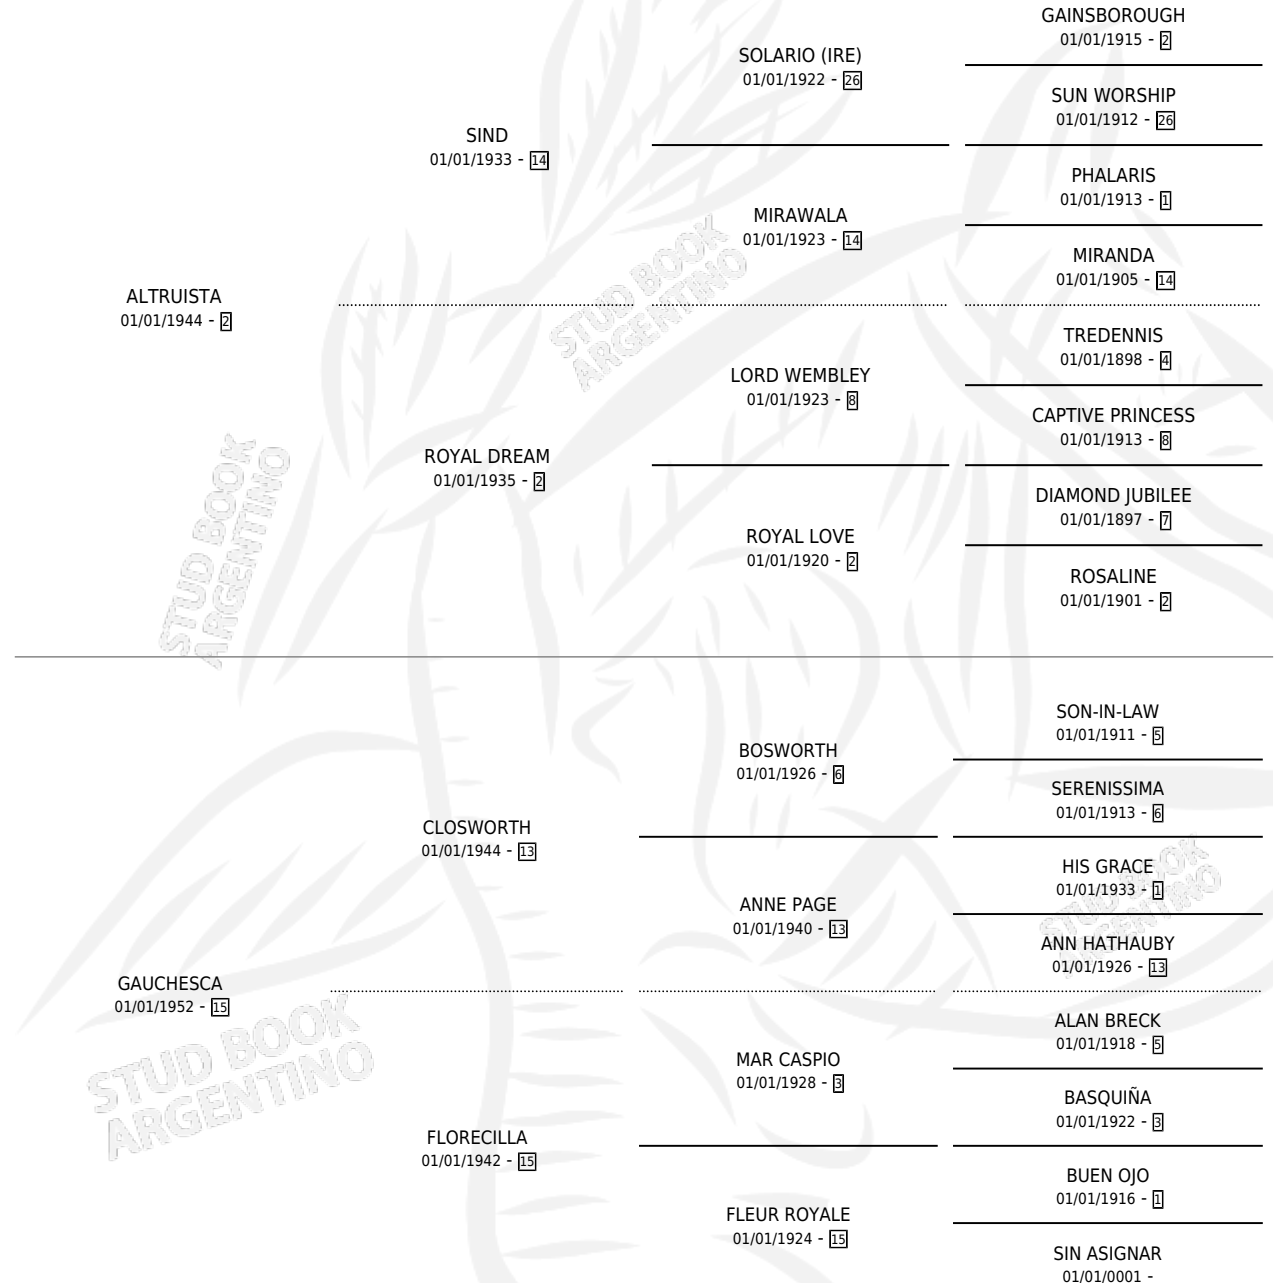 GAINSBOROUGH
01/01/1915 - 2
SOLARIO (IRE)
01/01/1922 - 26
SUN WORSHIP
01/01/1912 - 26
SIND
01/01/1933 - 14
PHALARIS
01/01/1913 - 1
MIRAWALA
01/01/1923 - 14
MIRANDA
01/01/1905 - 14
STUD BOOK
ARGENTINO
ALTRUISTA
01/01/1944 - 2
TREDENNIS
01/01/1898 - 4
LORD WEMBLEY
01/01/1923 - 8
CAPTIVE PRINCESS
01/01/1913 - 8
ROYAL DREAM
01/01/1935 - 2
DIAMOND JUBILEE
01/01/1897 - 7
ROYAL LOVE
01/01/1920 - 2
ROSALINE
01/01/1901 - 2
STUD BOOK
ARGENTINO
SON-IN-LAW
01/01/1911 - 5
BOSWORTH
01/01/1926 - 6
SERENISSIMA
01/01/1913 - 6
CLOSWORTH
01/01/1944 - 13
HIS GRACE
01/01/1933 - 1
ANNE PAGE
01/01/1940 - 13
ANN HATHAUBY
01/01/1926 - 13
STUD BOOK
ARGENTINO
GAUCHESCA
01/01/1952 - 15
ALAN BRECK
01/01/1918 - 5
MAR CASPIO
01/01/1928 - 3
BASQUIÑA
01/01/1922 - 3
STUD BOOK
ARGENTINO
FLORECILLA
01/01/1942 - 15
BUEN OJO
01/01/1916 - 1
FLEUR ROYALE
01/01/1924 - 15
SIN ASIGNAR
01/01/0001 -